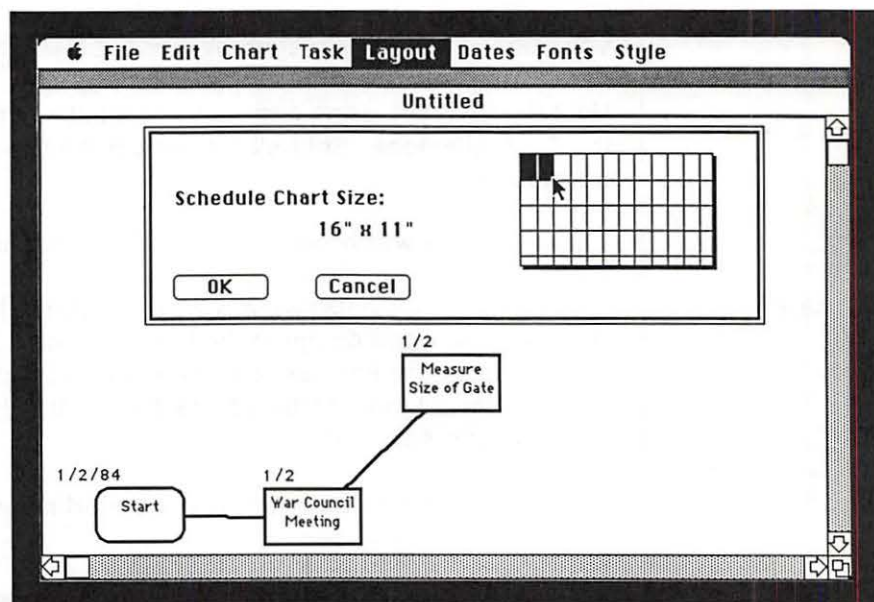 File Edit Chart Task Layout Dates Fonts Style
Untitled
Schedule Chart Size:
16" x 11"
OK Cancel
1/2
Measure
Size of Gate
1/2/84
1/2
Start
War Council
Meeting